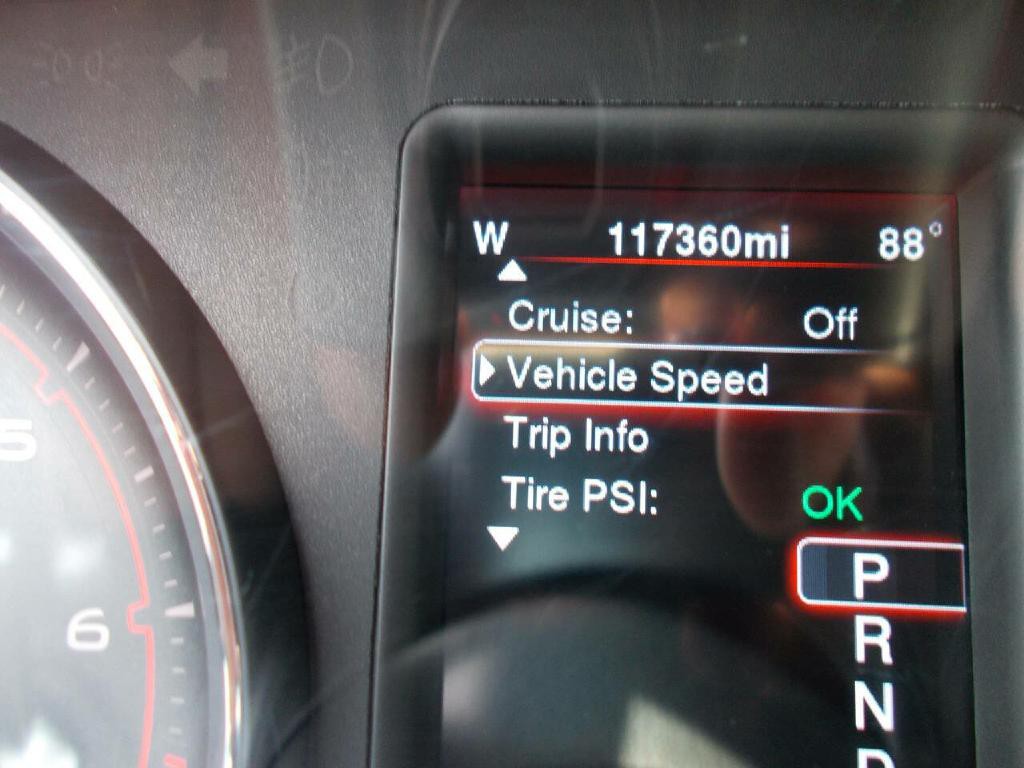 W 117360mi 88°
Cruise: Off
Vehicle Speed
Trip Info
Tire PSI: OK
P
R
N
D
5
6